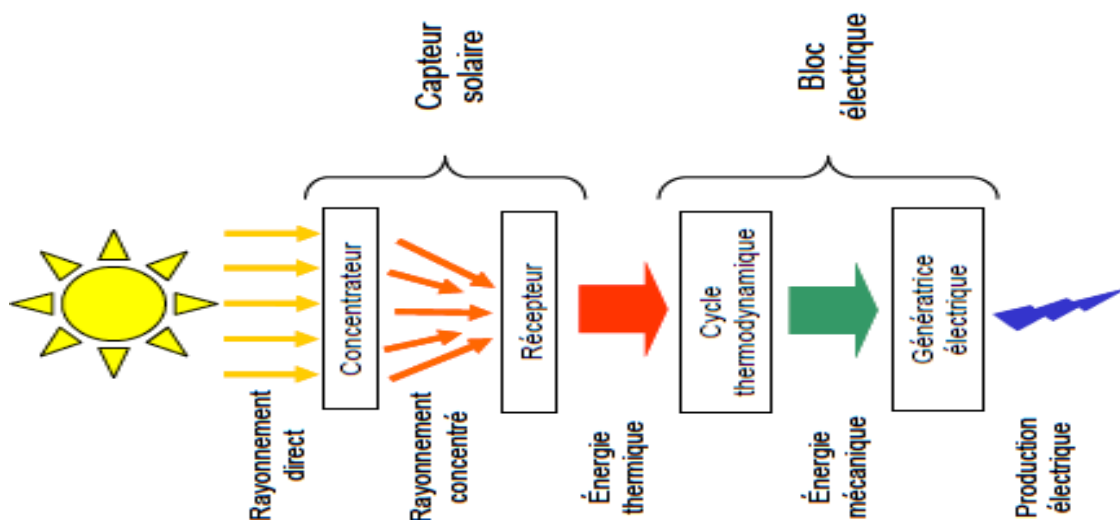 Capteur
solaire
Bloc
électrique
Concentrateur
Récepteur
Cycle
thermodynamique
Génératrice
électrique
Rayonnement
direct
Rayonnement
concentré
Énergie
thermique
Énergie
mécanique
Production
électrique